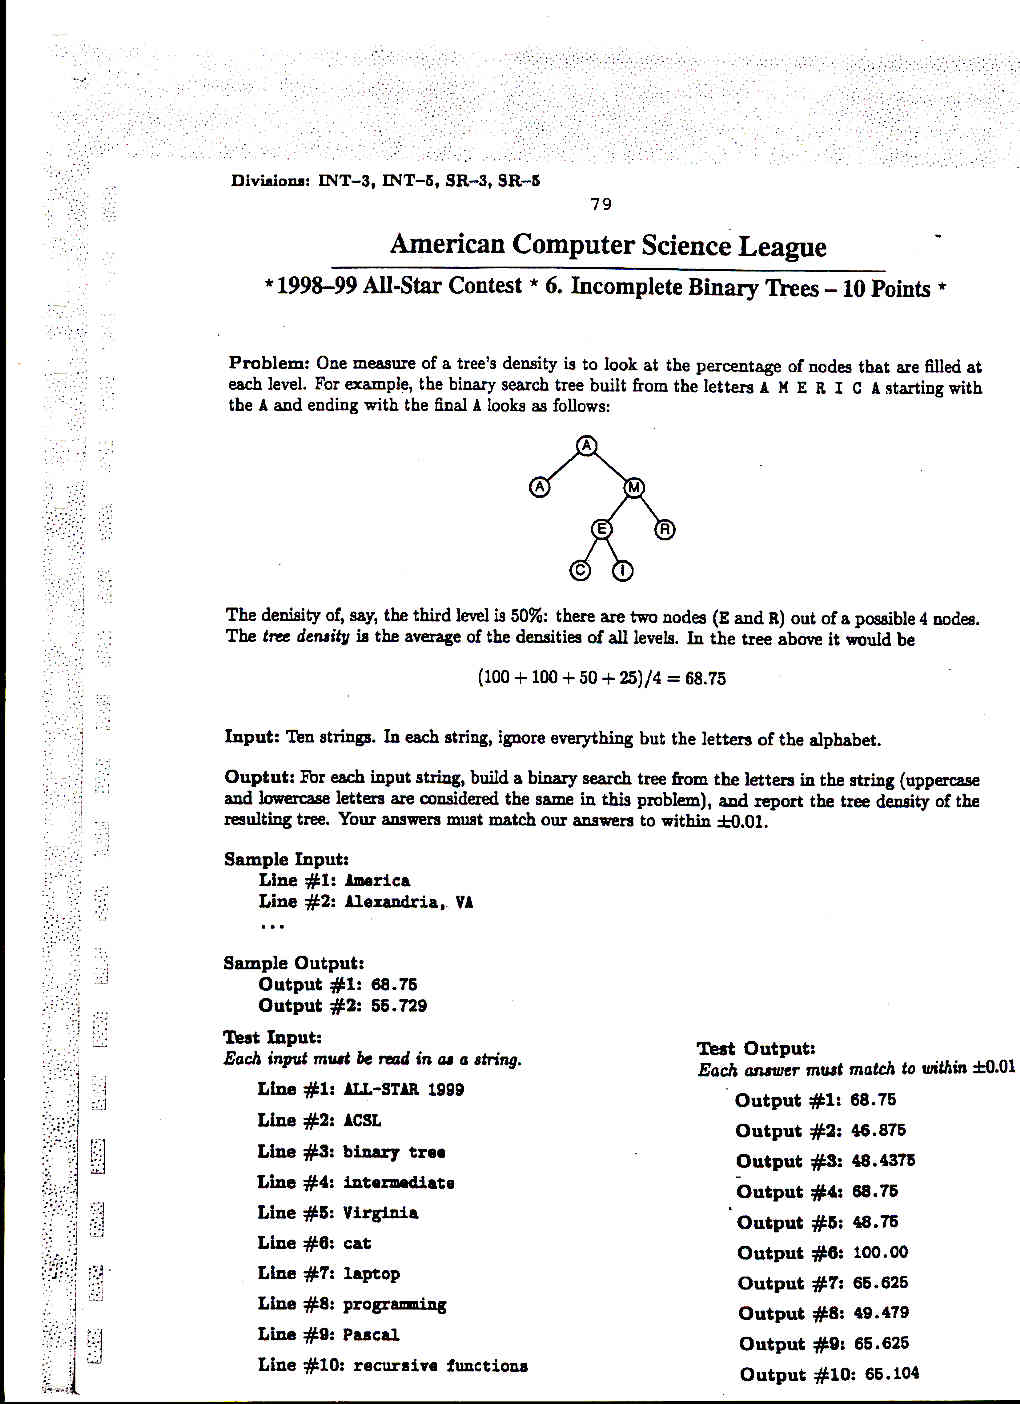 Divisions: INT–3, INT–5, SR–3, SR–5
79
American Computer Science League
* 1998–99 All-Star Contest * 6. Incomplete Binary Trees – 10 Points *
Problem: One measure of a tree's density is to look at the percentage of nodes that are filled at
each level. For example, the binary search tree built from the letters A M E R I C A starting with
the A and ending with the final A looks as follows:
A
A M
E R
C I
The denisity of, say, the third level is 50%: there are two nodes (E and R) out of a possible 4 nodes.
The tree density is the average of the densities of all levels. In the tree above it would be
(100 + 100 + 50 + 25)/4 = 68.75
Input: Ten strings. In each string, ignore everything but the letters of the alphabet.
Ouptut: For each input string, build a binary search tree from the letters in the string (uppercase
and lowercase letters are considered the same in this problem), and report the tree density of the
resulting tree. Your answers must match our answers to within ±0.01.
Sample Input:
Line #1: America
Line #2: Alexandria, VA
...
Sample Output:
Output #1: 68.75
Output #2: 55.729
Test Input:
Each input must be read in as a string.
Line #1: ALL-STAR 1999
Line #2: ACSL
Line #3: binary tree
Line #4: intermediate
Line #5: Virginia
Line #6: cat
Line #7: laptop
Line #8: programming
Line #9: Pascal
Line #10: recursive functions
Test Output:
Each answer must match to within ±0.01
Output #1: 68.75
Output #2: 46.875
Output #3: 48.4375
Output #4: 68.75
Output #5: 48.75
Output #6: 100.00
Output #7: 65.625
Output #8: 49.479
Output #9: 65.625
Output #10: 65.104